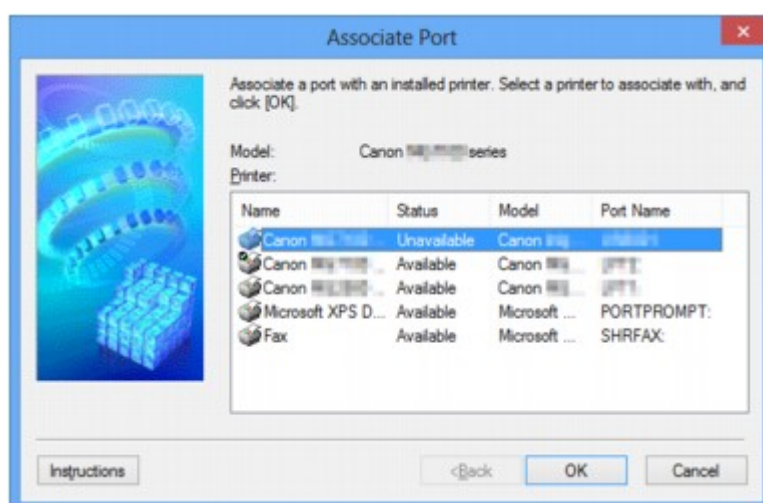 Associate Port
Associate a port with an installed printer. Select a printer to associate with, and
click [OK].
Model: Canon series
Printer:
Name Status Model Port Name
Canon Unavailable Canon
Canon ... Available Canon
Canon ... Available Canon
Microsoft XPS D... Available Microsoft ... PORTPROMPT:
Fax Available Microsoft ... SHRFAX:
Instructions <Back OK Cancel